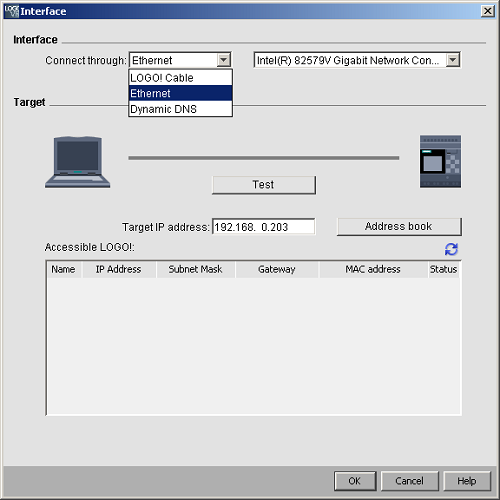 Interface
Interface
Connect through: Ethernet Intel(R) 82579V Gigabit Network Con...
LOGO! Cable
Ethernet
Dynamic DNS
Target
Test
Target IP address: 192.168. 0.203 Address book
Accessible LOGO!:
Name IP Address Subnet Mask Gateway MAC address Status
OK Cancel Help